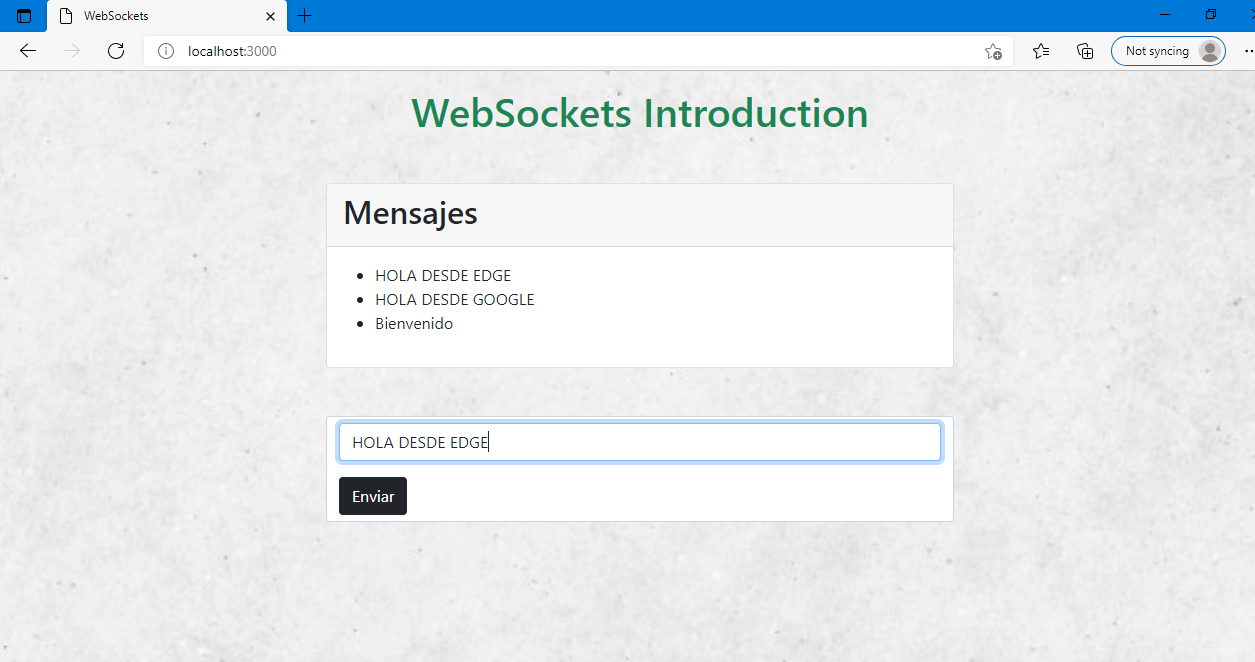 WebSockets
localhost:3000
Not syncing
WebSockets Introduction
Mensajes
HOLA DESDE EDGE
HOLA DESDE GOOGLE
Bienvenido
HOLA DESDE EDGE
Enviar